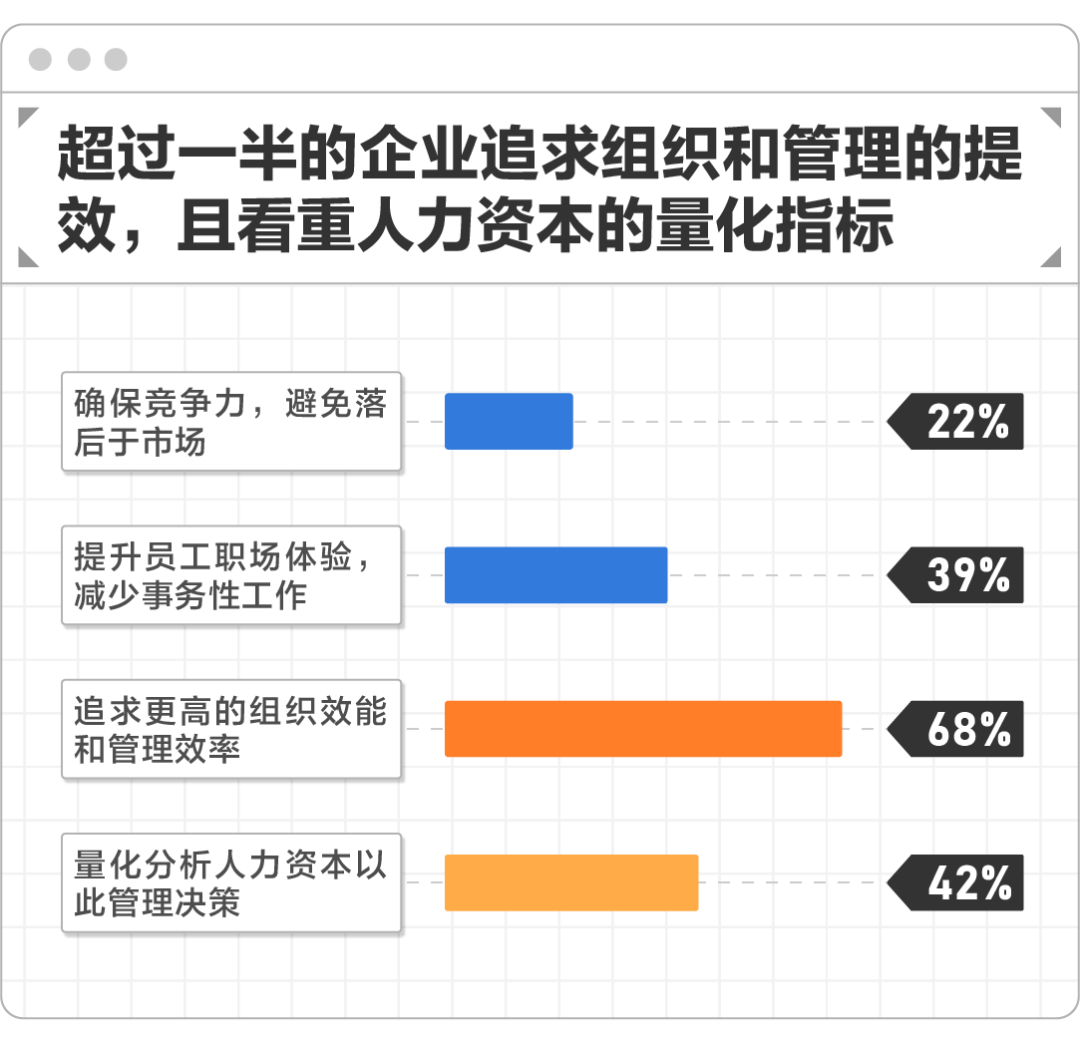 超过一半的企业追求组织和管理的提
效，且看重人力资本的量化指标
确保竞争力，避免落
后于市场
22%
提升员工职场体验，
减少事务性工作
39%
追求更高的组织效能
和管理效率
68%
量化分析人力资本以
此管理决策
42%